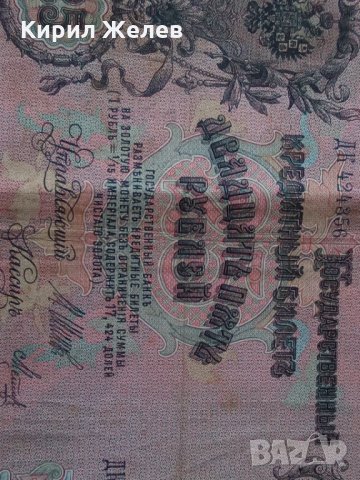 Кирил Желев
25
Государственный
КРЕДИТНЫЙ БИЛЕТЪ
ДВАДЦАТЬ ПЯТЬ
РУБЛЕЙ
ГОСУДАРСТВЕННЫЙ БАНКЪ
РАЗМѢНИВАЕТЪ КРЕДИТНЫЕ БИЛЕТЫ
НА ЗОЛОТУЮ МОНЕТУ БЕЗЪ ОГРАНИЧЕНІЯ СУММЫ
(1 РУБЛЬ = 1/15 ИМПЕРІАЛА, СОДЕРЖИТЪ 17,424 ДОЛЕЙ
ЧИСТАГО ЗОЛОТА)
Управляющій
Кассиръ
BAZAR
bg